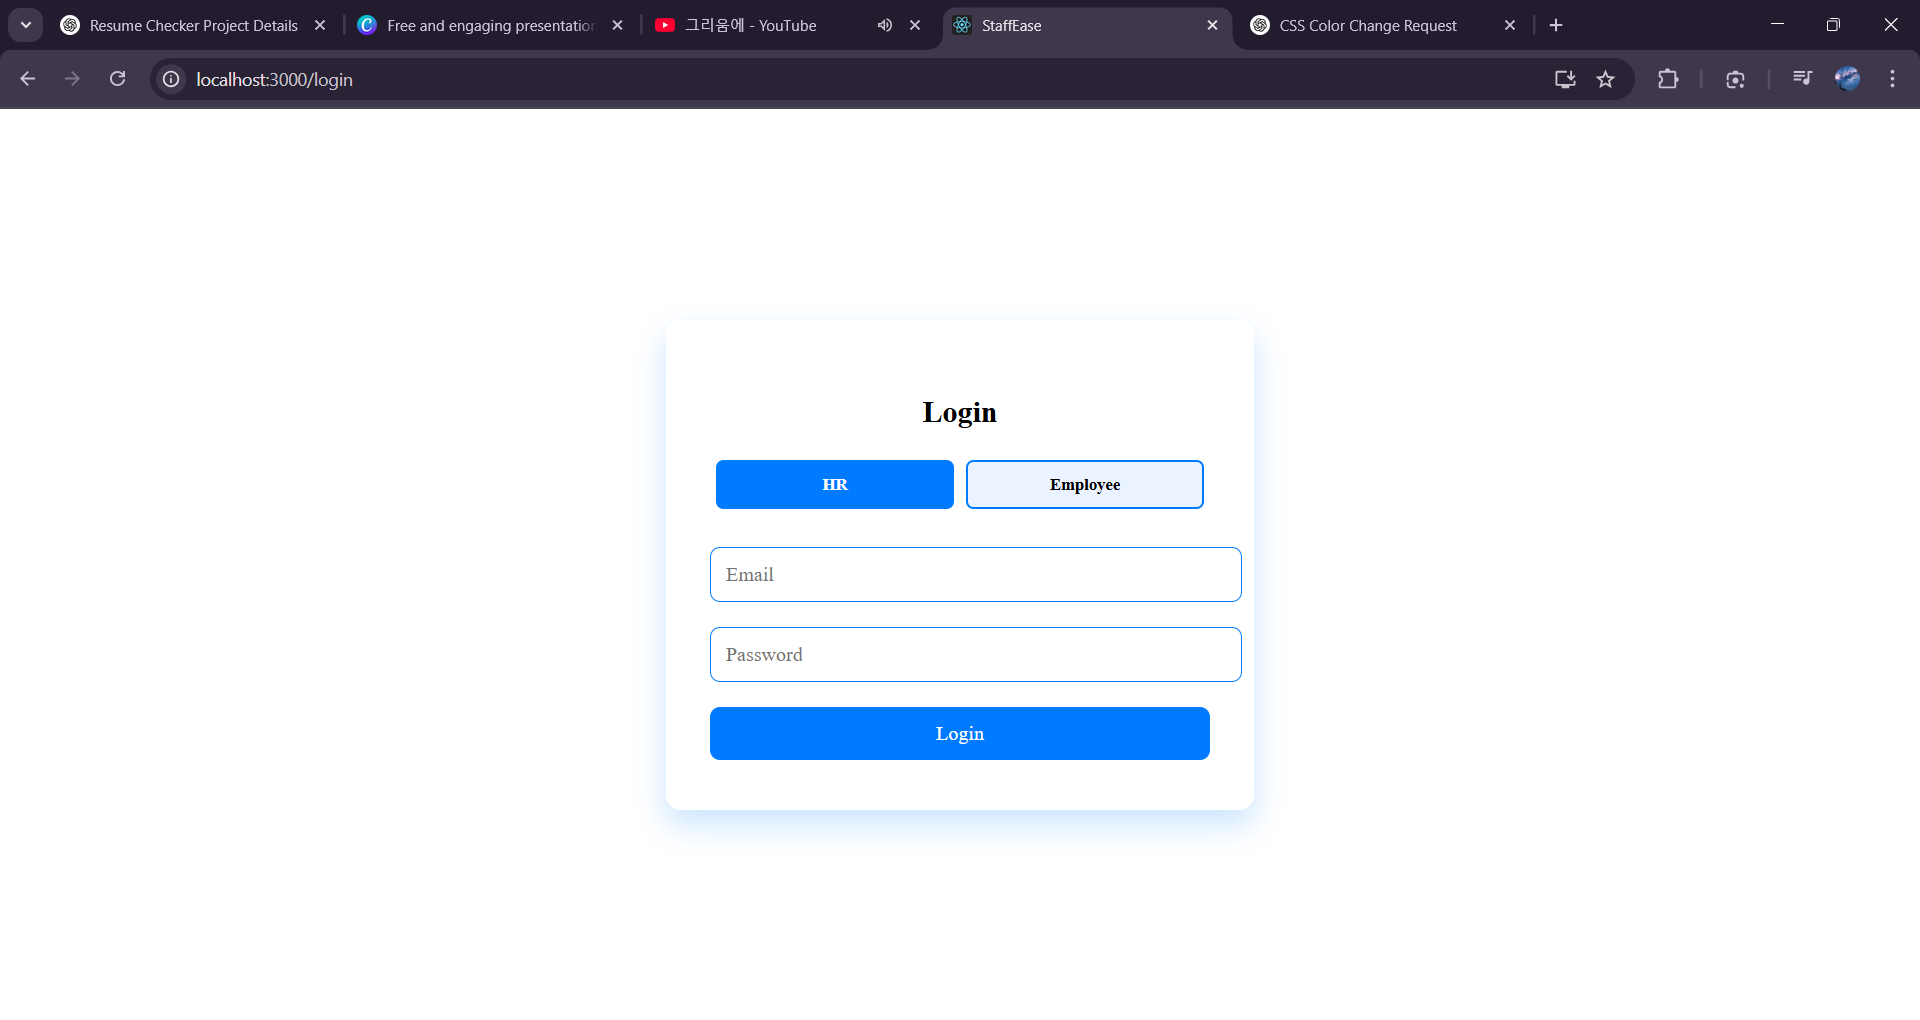 Resume Checker Project Details
Free and engaging presentation
그리움에 - YouTube
StaffEase
CSS Color Change Request
localhost:3000/login
Login
HR
Employee
Email
Password
Login